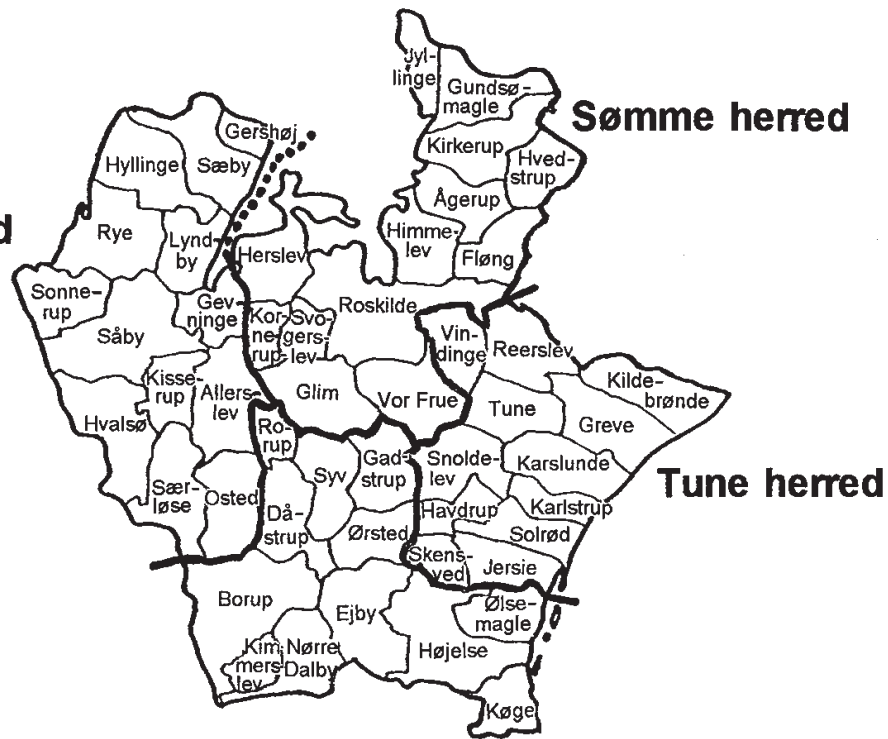 Jyl-
linge
Gundsø-
magle
Sømme herred
Gershøj
Kirkerup
Hyllinge
Sæby
Hved-
strup
Ågerup
d
Rye
Lynd-
by
Himme-
lev
Herslev
Fløng
Sonne-
rup
Gev-
ninge
Roskilde
Såby
Kor-
ne-
rup
Svo-
gers-
lev
Vin-
dinge
Reerslev
Kisse-
rup
Allers-
lev
Glim
Vor Frue
Kilde-
brønde
Tune
Greve
Hvalsø
Ro-
rup
Gad-
strup
Snolde-
lev
Karslunde
Syv
Tune herred
Sær-
løse
Osted
Då-
strup
Havdrup
Karlstrup
Ørsted
Solrød
Skens-
ved
Jersie
Borup
Ejby
Ølse-
magle
Kim
mers-
lev
Nørre
Dalby
Højelse
Køge